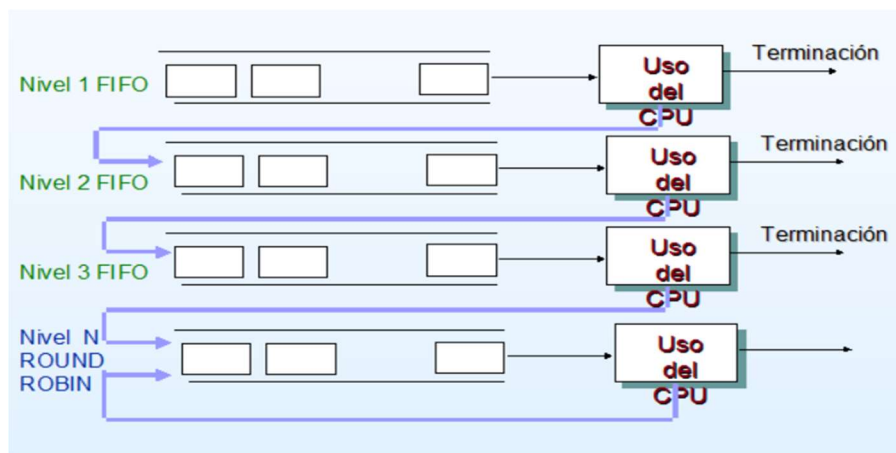 Terminación
Uso
del
CPU
Nivel 1 FIFO
Terminación
Uso
del
CPU
Nivel 2 FIFO
Terminación
Uso
del
CPU
Nivel 3 FIFO
Nivel N
ROUND
ROBIN
Uso
del
CPU